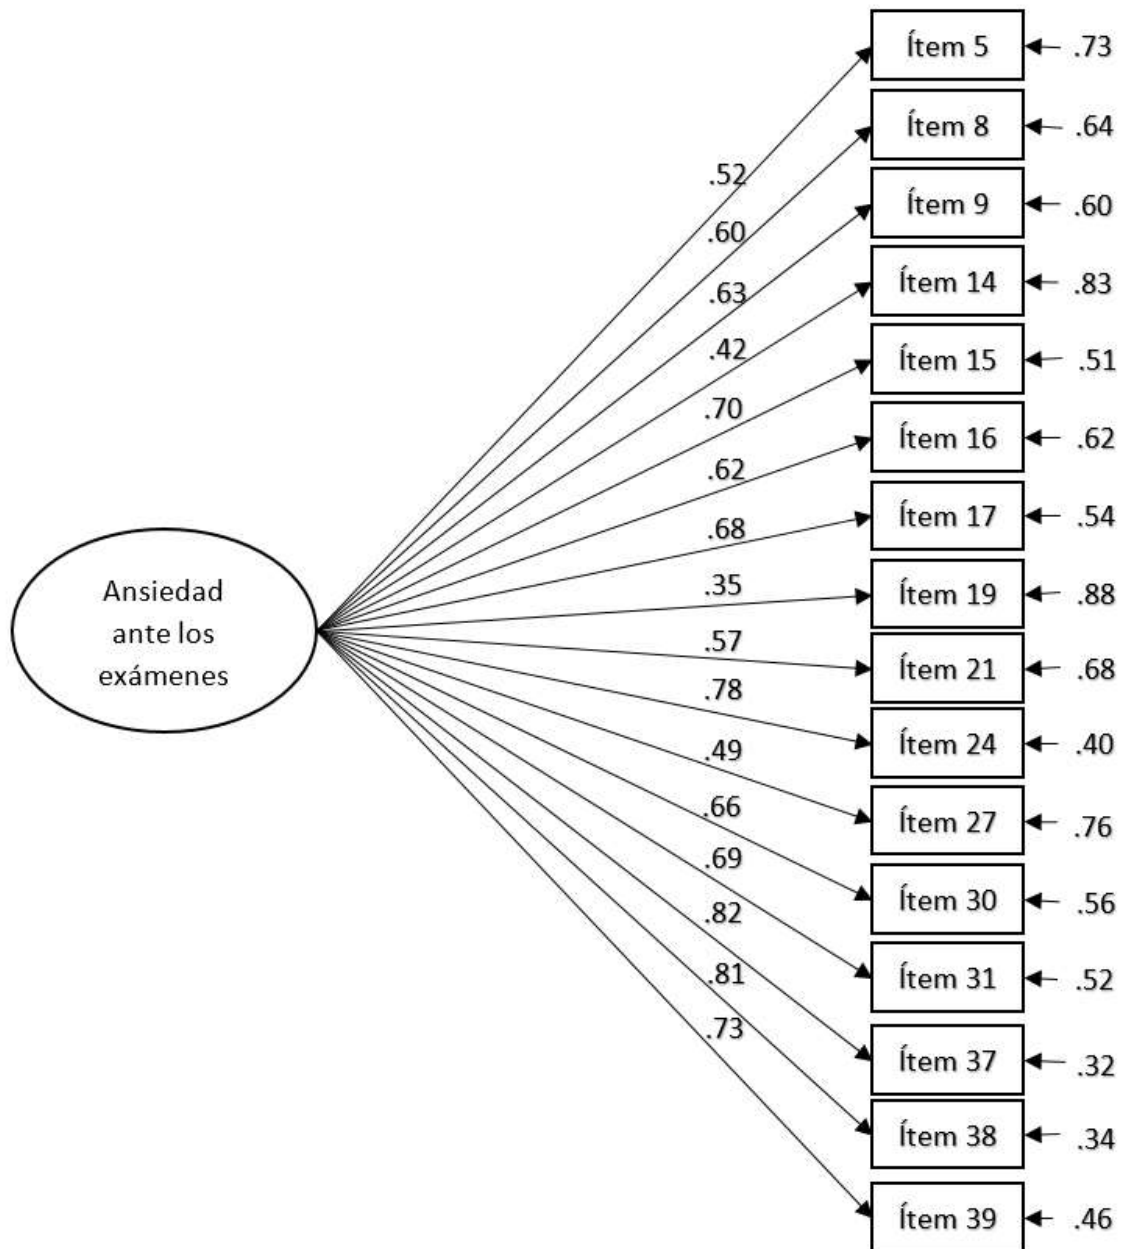 Ansiedad
ante los
exámenes
.52
.60
.63
.42
.70
.62
.68
.35
.57
.78
.49
.66
.69
.82
.81
.73
Ítem 5 .73
Ítem 8 .64
Ítem 9 .60
Ítem 14 .83
Ítem 15 .51
Ítem 16 .62
Ítem 17 .54
Ítem 19 .88
Ítem 21 .68
Ítem 24 .40
Ítem 27 .76
Ítem 30 .56
Ítem 31 .52
Ítem 37 .32
Ítem 38 .34
Ítem 39 .46